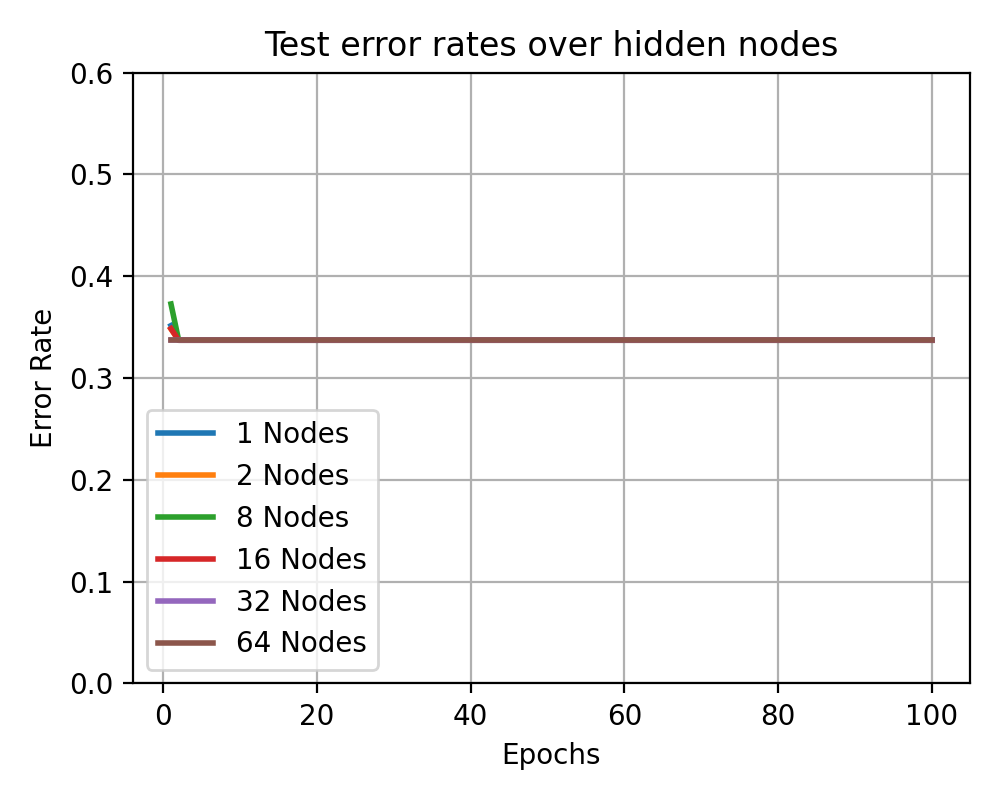 Test error rates over hidden nodes
0.6
0.5
0.4
0.3
0.2
0.1
0.0
Error Rate
1 Nodes
2 Nodes
8 Nodes
16 Nodes
32 Nodes
64 Nodes
0 20 40 60 80 100
Epochs